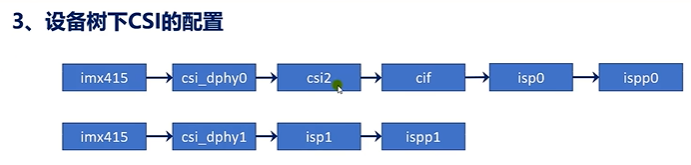 3、设备树下CSI的配置
imx415 csi_dphy0 csi2 cif isp0 ispp0
imx415 csi_dphy1 isp1 ispp1